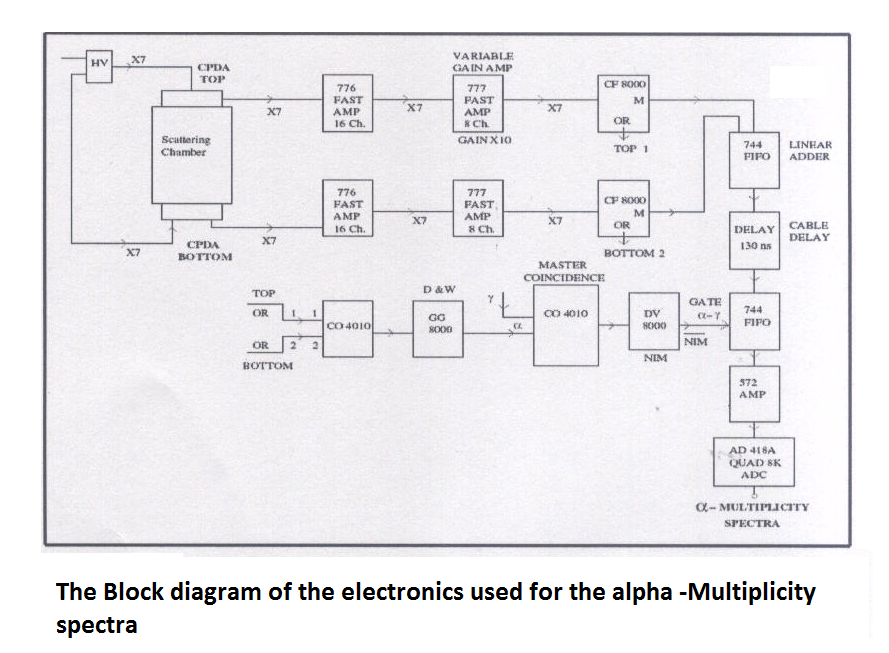 HV
X7
CPDA
TOP
Scattering
Chamber
X7
776
FAST
AMP
16 Ch.
X7
VARIABLE
GAIN AMP
777
FAST
AMP
8 Ch.
GAIN X10
X7
CF 8000
M
OR
TOP 1
744
FIFO
LINEAR
ADDER
X7
CPDA
BOTTOM
X7
776
FAST
AMP
16 Ch.
X7
777
FAST
AMP
8 Ch.
X7
CF 8000
M
OR
BOTTOM 2
DELAY
130 ns
CABLE
DELAY
TOP
OR
1 1
OR
2 2
BOTTOM
CO 4010
D & W
GG
8000
γ
α
MASTER
COINCIDENCE
CO 4010
DV
8000
NIM
GATE
α-γ
NIM
744
FIFO
572
AMP
AD 418A
QUAD 8K
ADC
α- MULTIPLICITY
SPECTRA
The Block diagram of the electronics used for the alpha -Multiplicity
spectra